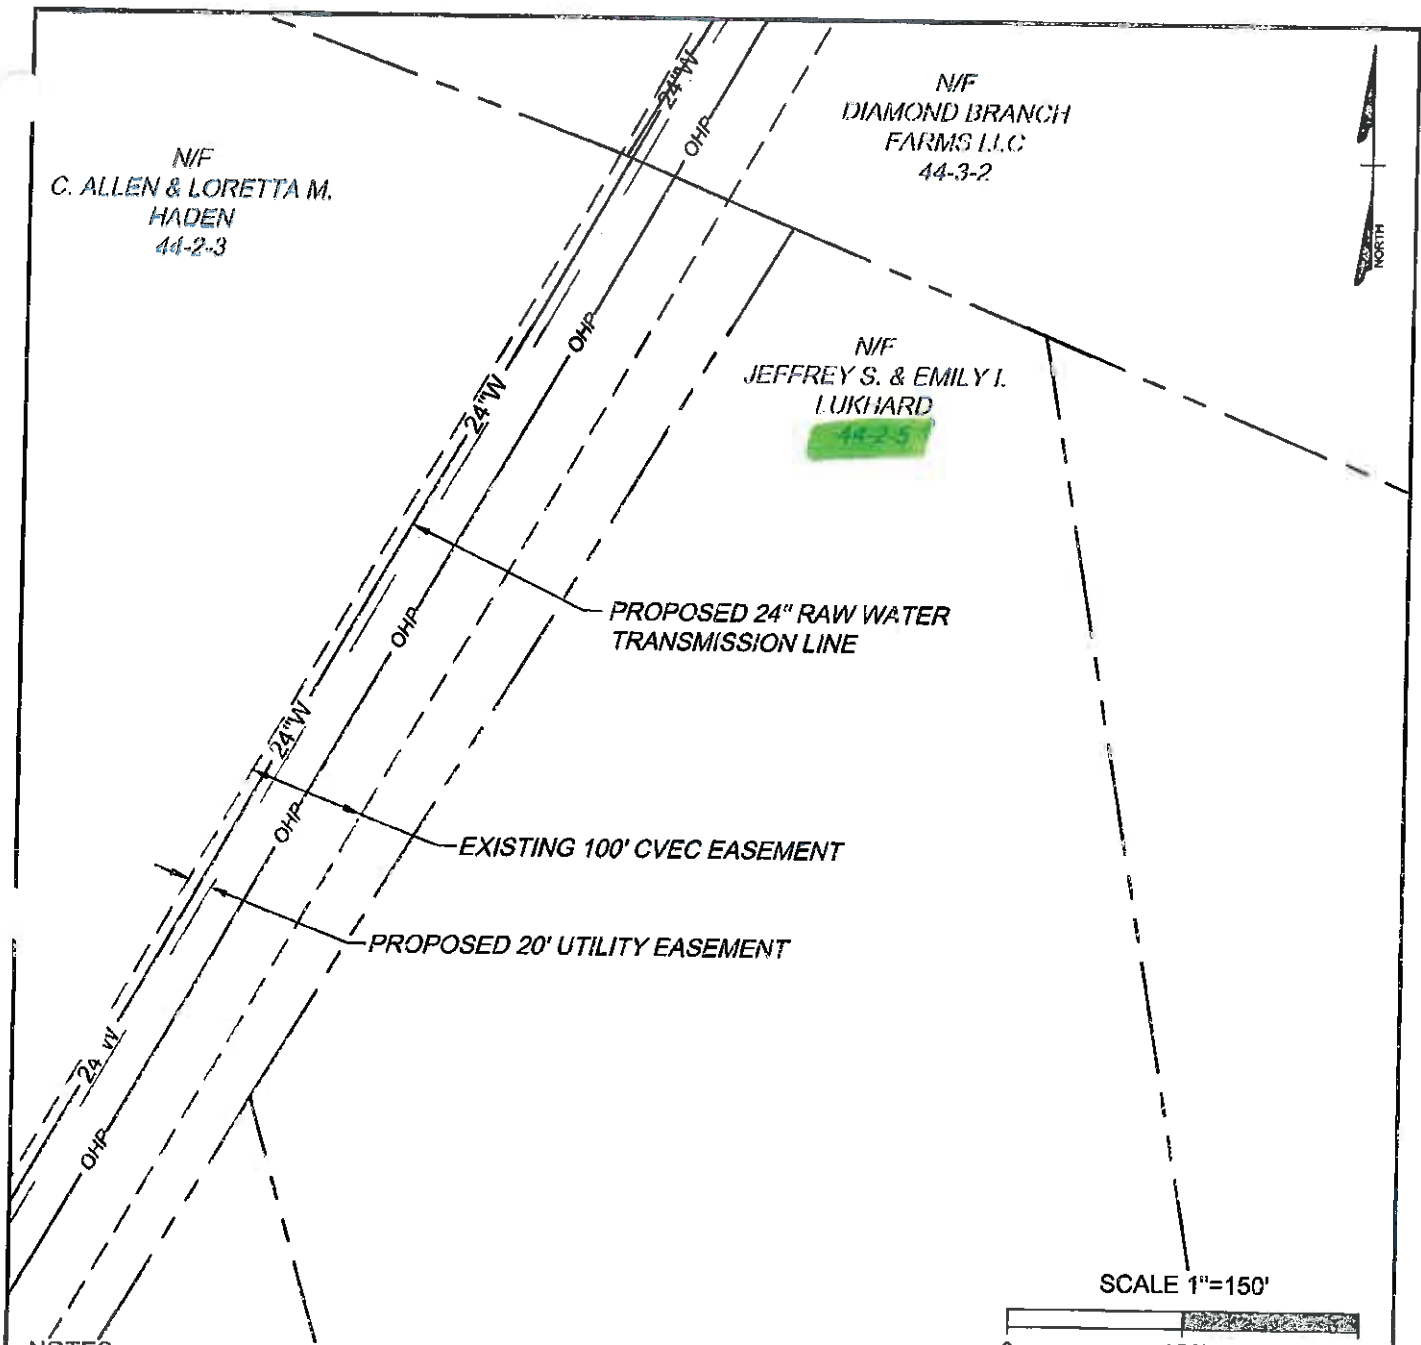 24"W
OHP
N/F
DIAMOND BRANCH
FARMS LLC
44-3-2
N/F
C. ALLEN & LORETTA M.
HADEN
44-2-3
NORTH
OHP
N/F
JEFFREY S. & EMILY I.
LUKHARD
44-2-5
24"W
PROPOSED 24" RAW WATER
TRANSMISSION LINE
OHP
24"W
OHP
EXISTING 100' CVEC EASEMENT
PROPOSED 20' UTILITY EASEMENT
24 W
OHP
SCALE 1"=150'
NOTES